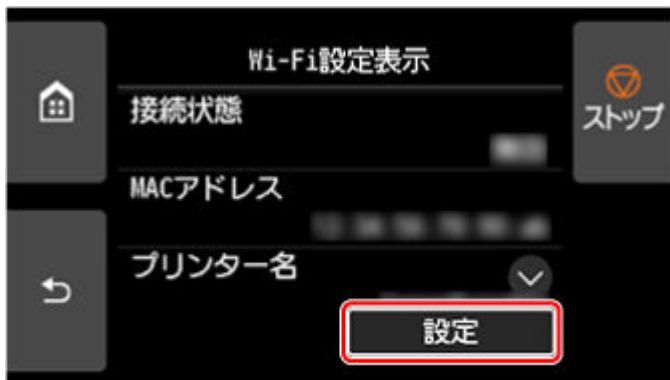 Wi-Fi設定表示
接続状態
ストップ
MACアドレス
プリンター名
設定